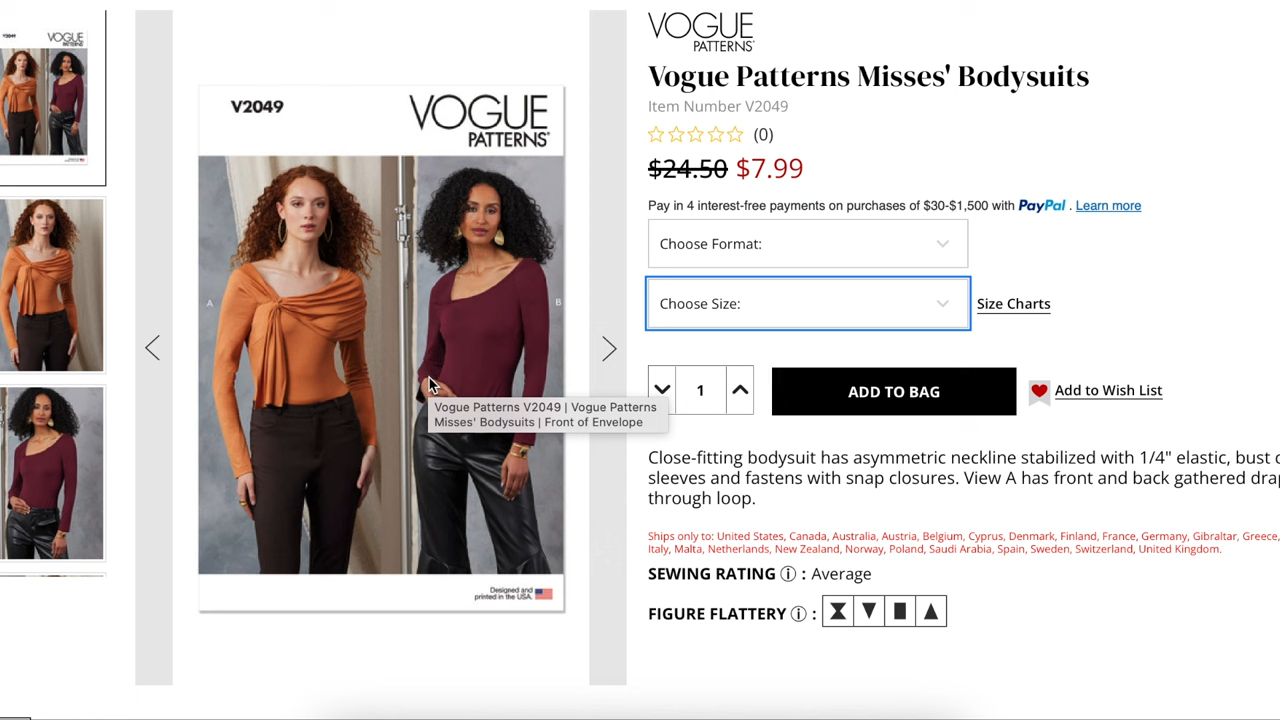 VOGUE
PATTERNS
VOGUE
PATTERNS
Vogue Patterns Misses' Bodysuits
Item Number V2049
(0)
$24.50 $7.99
Pay in 4 interest-free payments on purchases of $30-$1,500 with PayPal . Learn more
Choose Format:
Choose Size:
Size Charts
1
ADD TO BAG
Add to Wish List
V2049
VOGUE
PATTERNS
A
B
Designed and
printed in the USA.
Vogue Patterns V2049 | Vogue Patterns
Misses' Bodysuits | Front of Envelope
Close-fitting bodysuit has asymmetric neckline stabilized with 1/4" elastic, bust
sleeves and fastens with snap closures. View A has front and back gathered
through loop.
Ships only to: United States, Canada, Australia, Austria, Belgium, Cyprus, Denmark, Finland, France, Germany, Gibraltar, Greece,
Italy, Malta, Netherlands, New Zealand, Norway, Poland, Saudi Arabia, Spain, Sweden, Switzerland, United Kingdom.
SEWING RATING ⓘ : Average
FIGURE FLATTERY ⓘ :